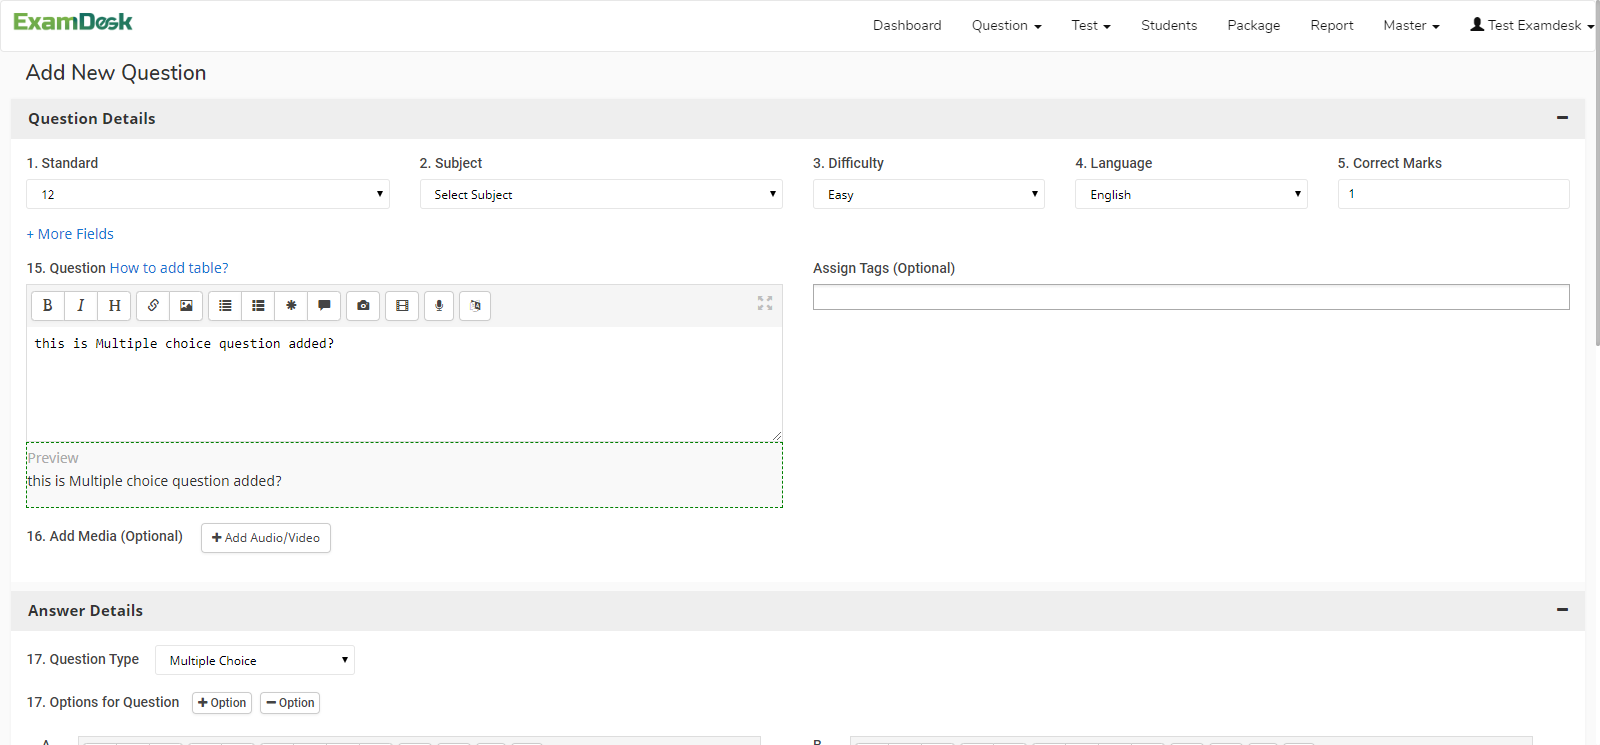 ExamDesk
Dashboard Question Test Students Package Report Master Test Examdesk
Add New Question
Question Details
1. Standard 2. Subject 3. Difficulty 4. Language 5. Correct Marks
12 Select Subject Easy English 1
+ More Fields
15. Question How to add table? Assign Tags (Optional)
B I H
this is Multiple choice question added?
Preview
this is Multiple choice question added?
16. Add Media (Optional) + Add Audio/Video
Answer Details
17. Question Type Multiple Choice
17. Options for Question + Option − Option
A B